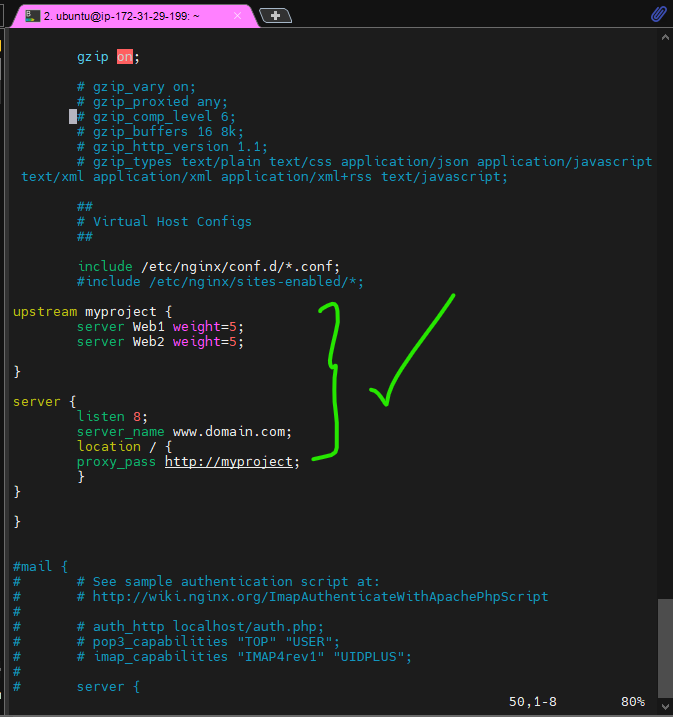 2. ubuntu@ip-172-31-29-199: ~
gzip on;
# gzip_vary on;
# gzip_proxied any;
# gzip_comp_level 6;
# gzip_buffers 16 8k;
# gzip_http_version 1.1;
# gzip_types text/plain text/css application/json application/javascript
text/xml application/xml application/xml+rss text/javascript;
##
# Virtual Host Configs
##
include /etc/nginx/conf.d/*.conf;
#include /etc/nginx/sites-enabled/*;
upstream myproject {
server Web1 weight=5;
server Web2 weight=5;
}
server {
listen 8;
server_name www.domain.com;
location / {
proxy_pass http://myproject;
}
}
}
#mail {
# # See sample authentication script at:
# # http://wiki.nginx.org/ImapAuthenticateWithApachePhpScript
#
# # auth_http localhost/auth.php;
# # pop3_capabilities "TOP" "USER";
# # imap_capabilities "IMAP4rev1" "UIDPLUS";
#
# server {
50,1-8 80%